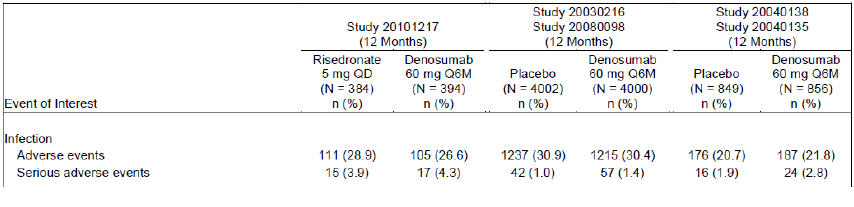 Study 20101217
(12 Months)
Study 20030216
Study 20080098
(12 Months)
Study 20040138
Study 20040135
(12 Months)
Event of Interest
Risedronate
5 mg QD
(N = 384)
n (%)
Denosumab
60 mg Q6M
(N = 394)
n (%)
Placebo
(N = 4002)
n (%)
Denosumab
60 mg Q6M
(N = 4000)
n (%)
Placebo
(N = 849)
n (%)
Denosumab
60 mg Q6M
(N = 856)
n (%)
Infection
Adverse events 111 (28.9) 105 (26.6) 1237 (30.9) 1215 (30.4) 176 (20.7) 187 (21.8)
Serious adverse events 15 (3.9) 17 (4.3) 42 (1.0) 57 (1.4) 16 (1.9) 24 (2.8)